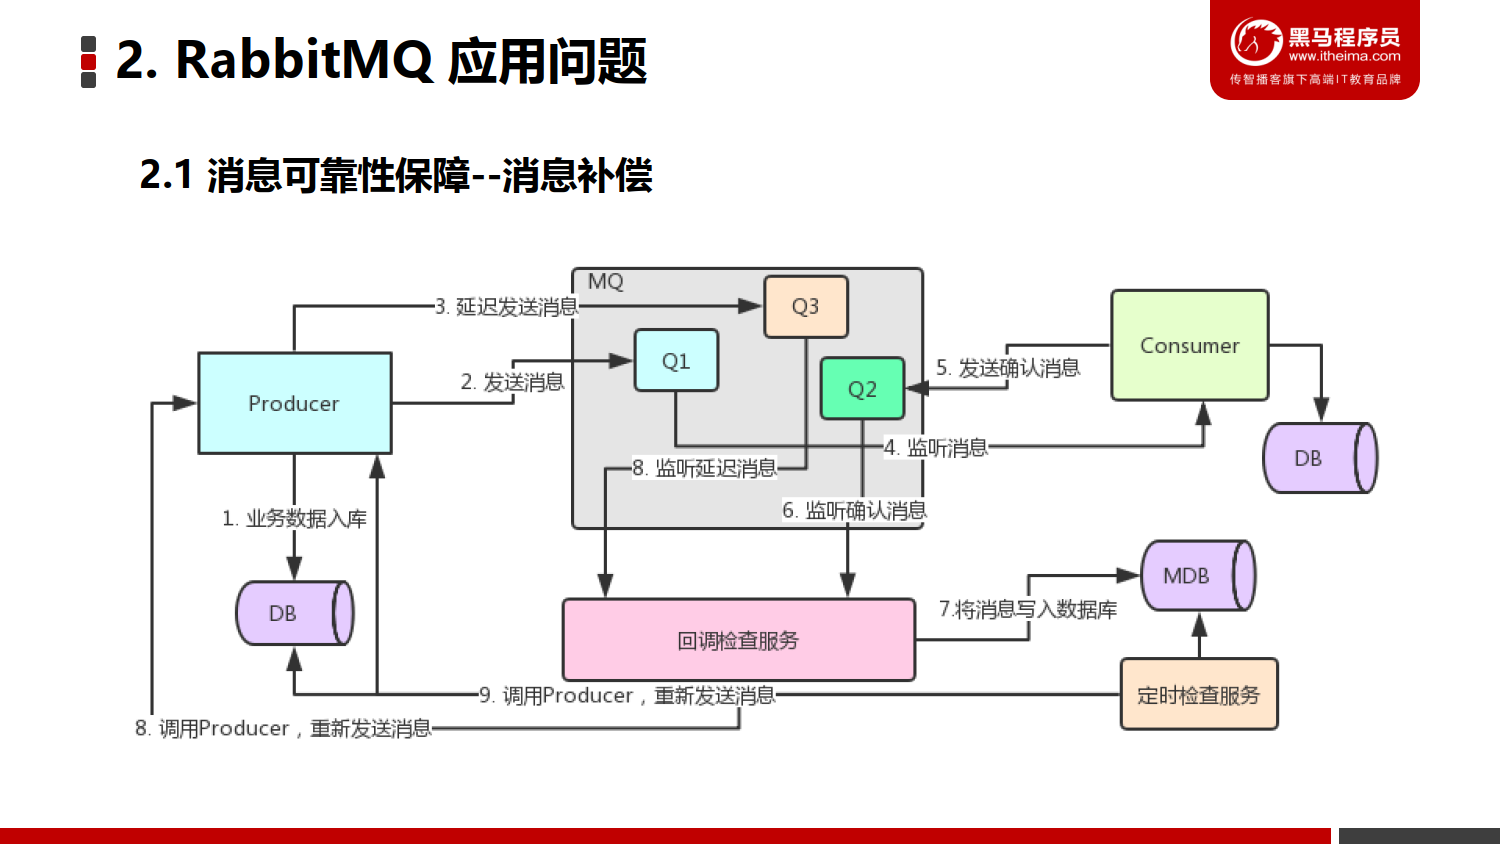 2. RabbitMQ 应用问题
黑马程序员
www.itheima.com
传智播客旗下高端IT教育品牌
2.1 消息可靠性保障--消息补偿
MQ
3. 延迟发送消息
Q3
Q1
2. 发送消息
Q2
5. 发送确认消息
Consumer
Producer
4. 监听消息
DB
8. 监听延迟消息
6. 监听确认消息
1. 业务数据入库
MDB
DB
7.将消息写入数据库
回调检查服务
9. 调用Producer，重新发送消息
定时检查服务
8. 调用Producer，重新发送消息